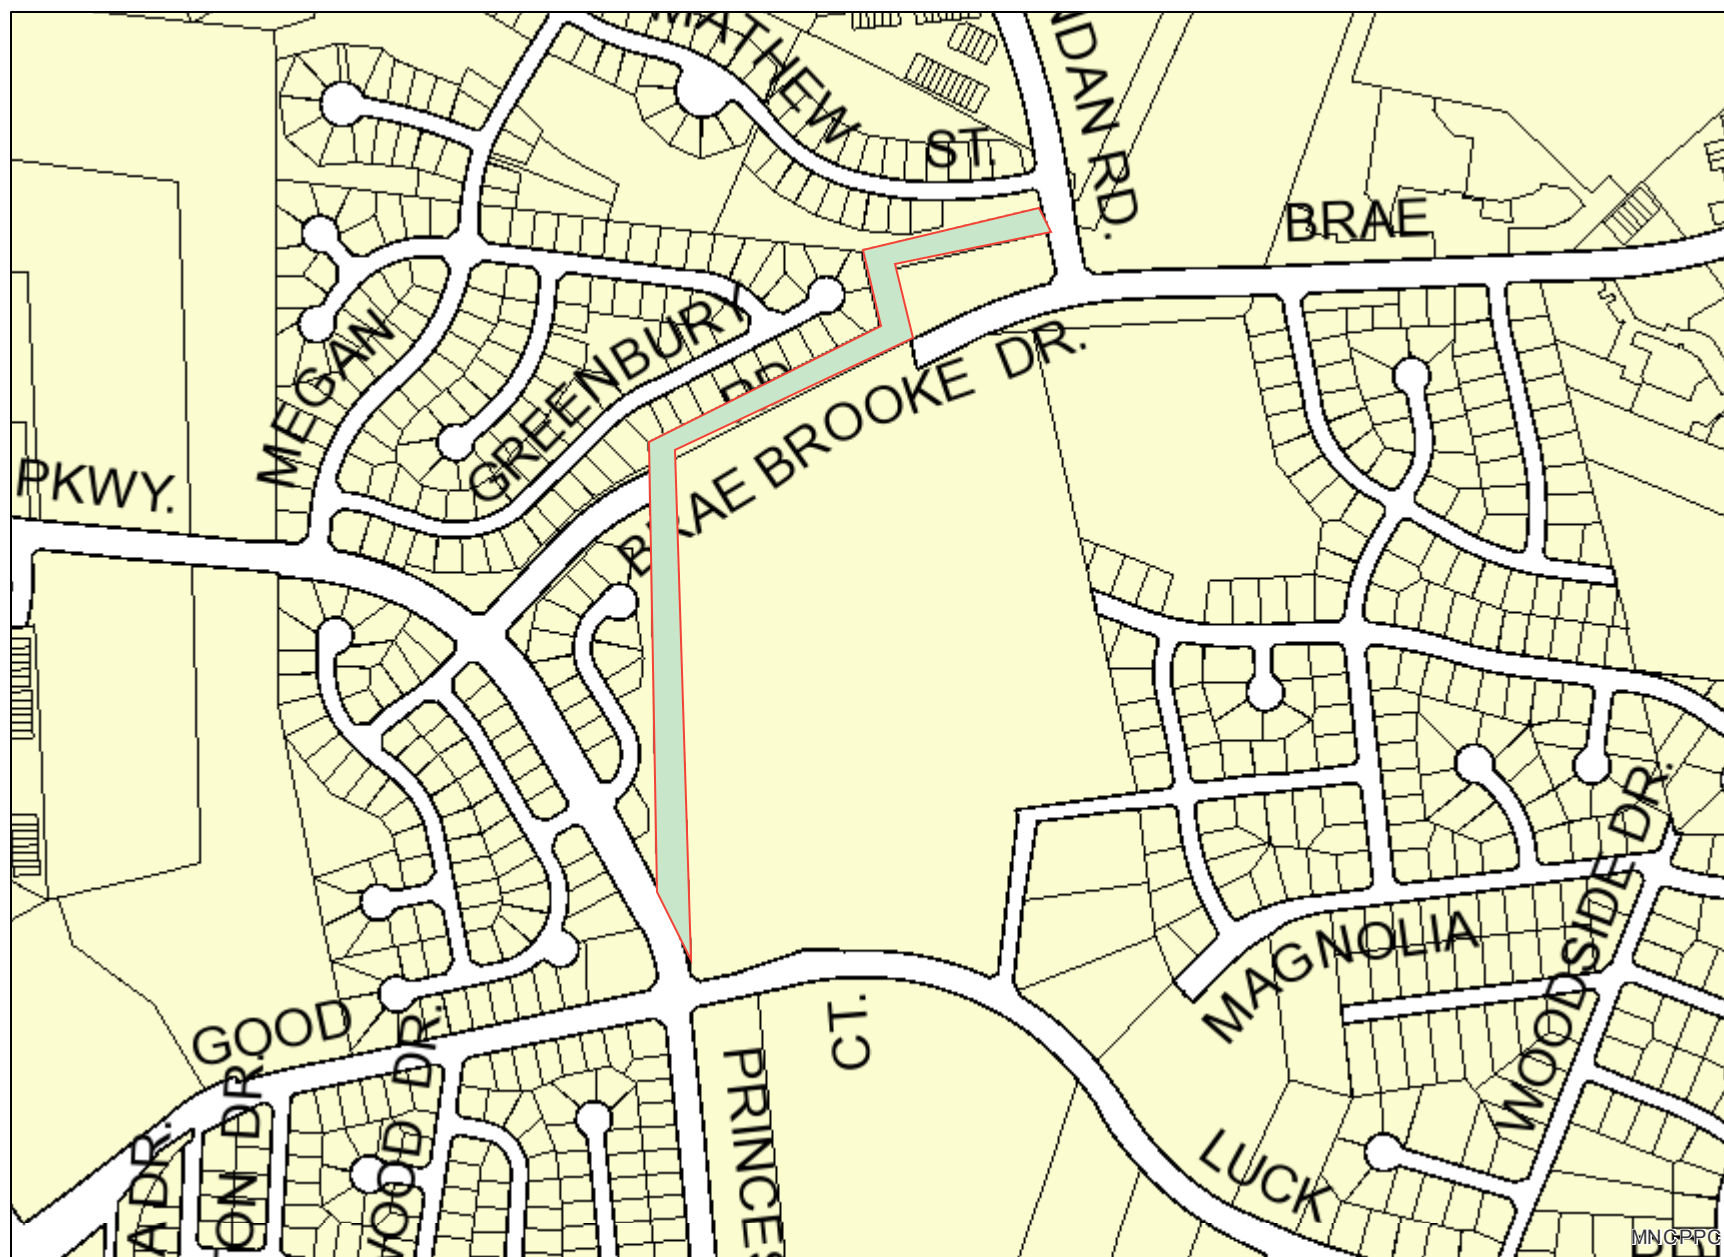 MATHEW
ST.
NDAN RD.
BRAE
MEGAN
GREENBURY
RD.
BRAE BROOKE DR.
PKWY.
MAGNOLIA
WOODSIDE DR.
GOOD
LUCK
CT.
PRINCES
WOOD DR.
ON DR.
A DR.
MNCPPC